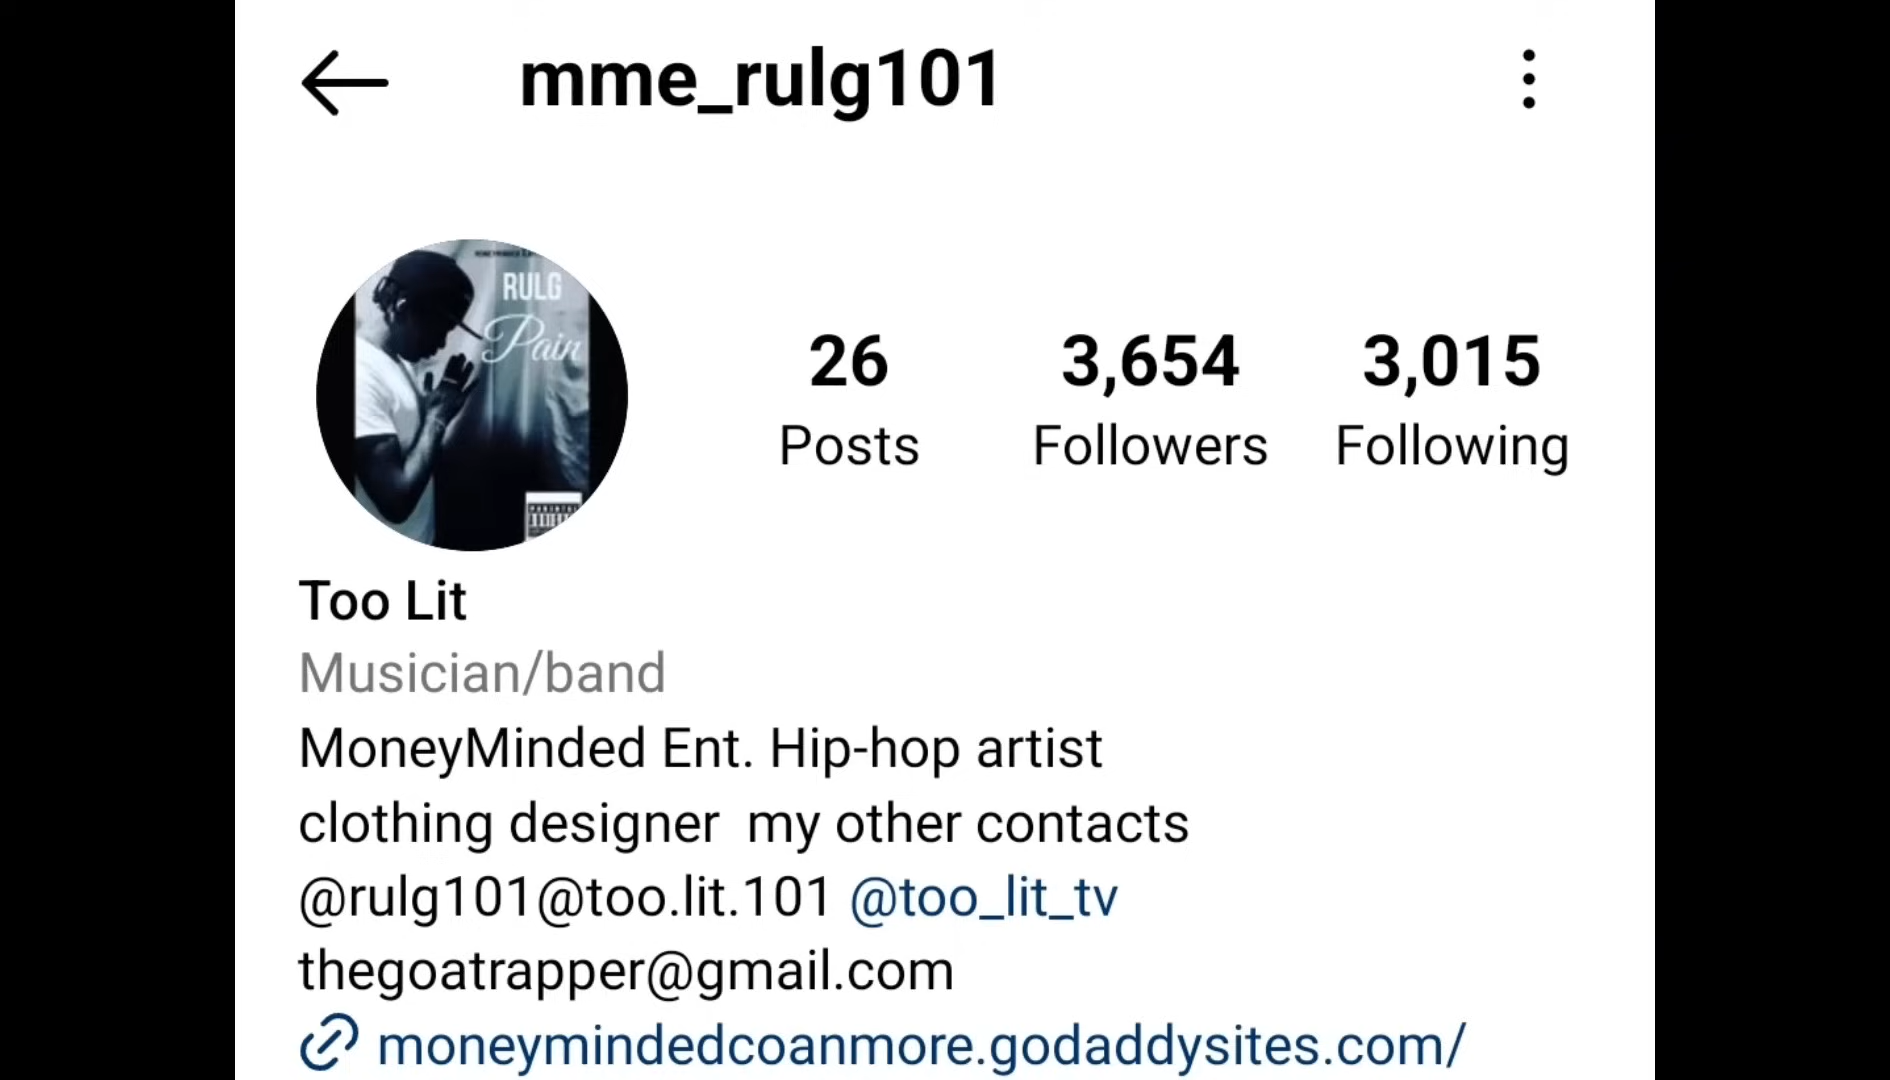 mme_rulg101
RULG
Pain
26
3,654
3,015
Posts
Followers
Following
Too Lit
Musician/band
MoneyMinded Ent. Hip-hop artist
clothing designer  my other contacts
@rulg101@too.lit.101 @too_lit_tv
thegoatrapper@gmail.com
moneymindedcoanmore.godaddysites.com/